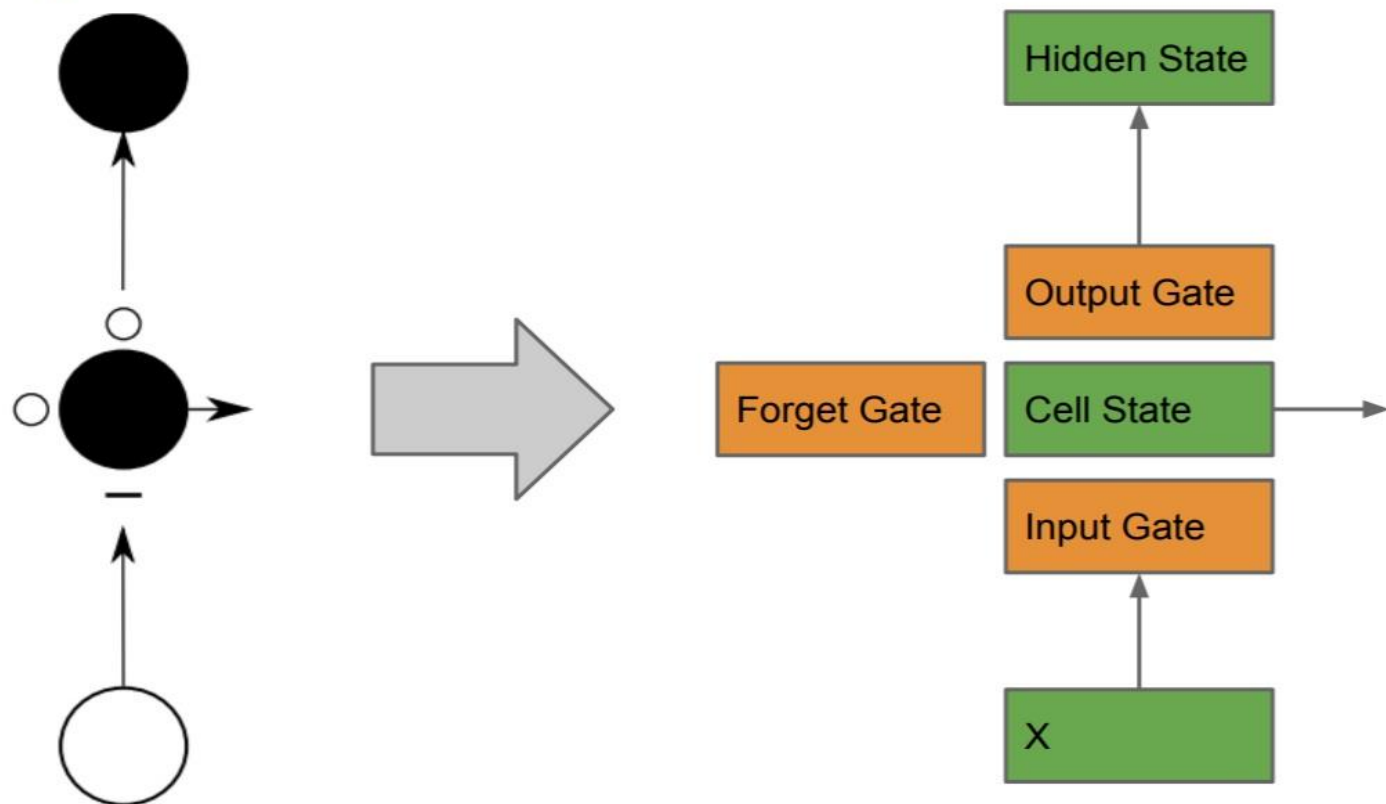 Hidden State
Output Gate
Forget Gate
Cell State
Input Gate
X